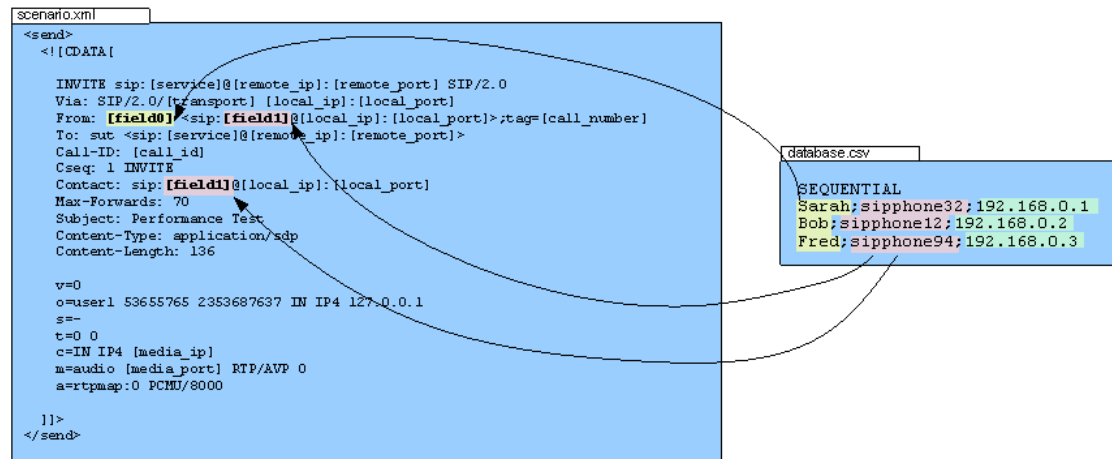 scenario.xml
<send>
<![CDATA[
INVITE sip:[service]@[remote_ip]:[remote_port] SIP/2.0
Via: SIP/2.0/[transport] [local_ip]:[local_port]
From: [field0] <sip:[field1]@[local_ip]:[local_port]>;tag=[call_number]
To: sut <sip:[service]@[remote_ip]:[remote_port]>
Call-ID: [call_id]
Cseq: 1 INVITE
Contact: sip:[field1]@[local_ip]:[local_port]
Max-Forwards: 70
Subject: Performance Test
Content-Type: application/sdp
Content-Length: 136
v=0
o=user1 53655765 2353687637 IN IP4 127.0.0.1
s=-
t=0 0
c=IN IP4 [media_ip]
m=audio [media_port] RTP/AVP 0
a=rtpmap:0 PCMU/8000
]]>
</send>
database.csv
SEQUENTIAL
Sarah;sipphone32;192.168.0.1
Bob;sipphone12;192.168.0.2
Fred;sipphone94;192.168.0.3